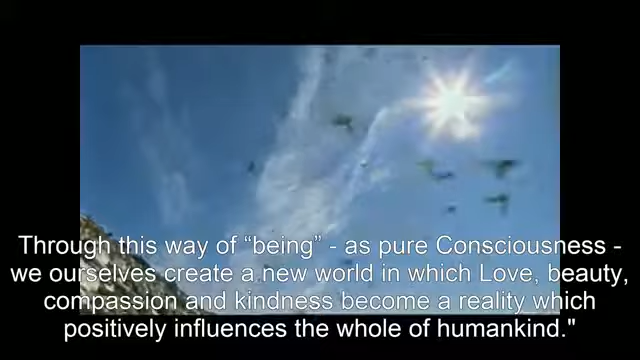 Through this way of “being” - as pure Consciousness -
we ourselves create a new world in which Love, beauty,
compassion and kindness become a reality which
positively influences the whole of humankind."